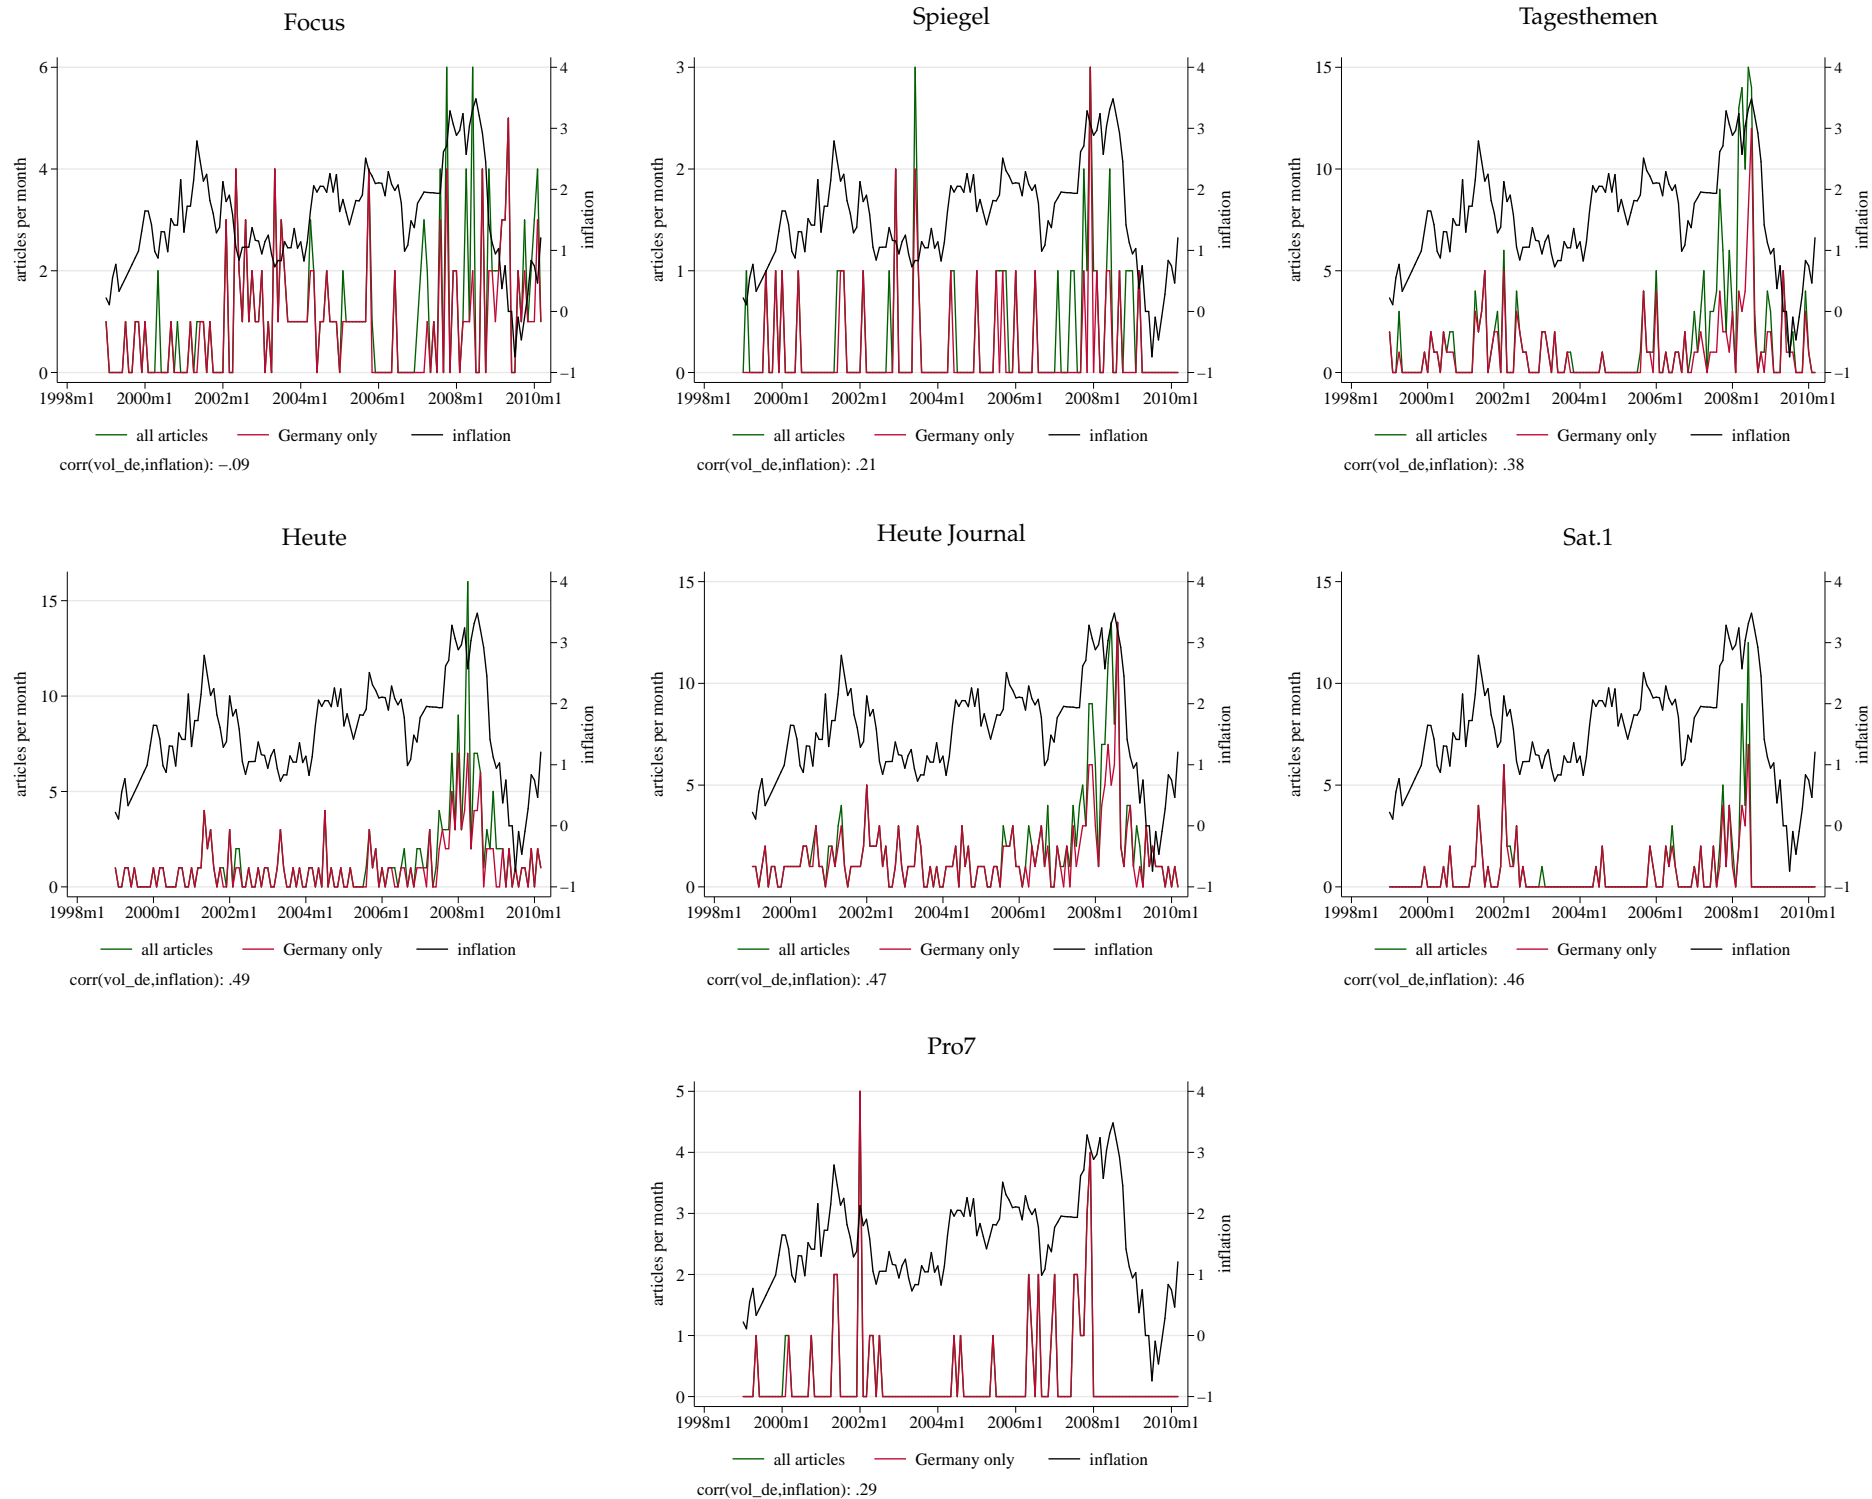 Focus
Spiegel
Tagesthemen
6
4
2
0
articles per month
4
3
2
1
0
−1
inflation
1998m1 2000m1 2002m1 2004m1 2006m1 2008m1 2010m1
all articles Germany only inflation
corr(vol_de,inflation): −.09
3
2
1
0
articles per month
4
3
2
1
0
−1
inflation
1998m1 2000m1 2002m1 2004m1 2006m1 2008m1 2010m1
all articles Germany only inflation
corr(vol_de,inflation): .21
15
10
5
0
articles per month
4
3
2
1
0
−1
inflation
1998m1 2000m1 2002m1 2004m1 2006m1 2008m1 2010m1
all articles Germany only inflation
corr(vol_de,inflation): .38
Heute
Heute Journal
Sat.1
15
10
5
0
articles per month
4
3
2
1
0
−1
inflation
1998m1 2000m1 2002m1 2004m1 2006m1 2008m1 2010m1
all articles Germany only inflation
corr(vol_de,inflation): .49
15
10
5
0
articles per month
4
3
2
1
0
−1
inflation
1998m1 2000m1 2002m1 2004m1 2006m1 2008m1 2010m1
all articles Germany only inflation
corr(vol_de,inflation): .47
15
10
5
0
articles per month
4
3
2
1
0
−1
inflation
1998m1 2000m1 2002m1 2004m1 2006m1 2008m1 2010m1
all articles Germany only inflation
corr(vol_de,inflation): .46
Pro7
5
4
3
2
1
0
articles per month
4
3
2
1
0
−1
inflation
1998m1 2000m1 2002m1 2004m1 2006m1 2008m1 2010m1
all articles Germany only inflation
corr(vol_de,inflation): .29